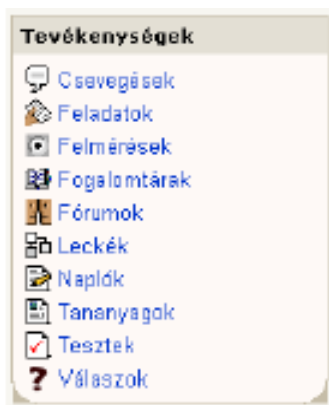 Tevékenységek
Csevegések
Feladatok
Felmérések
Fogalomtárak
Fórumok
Leckék
Naplók
Tananyagok
Tesztek
Válaszok